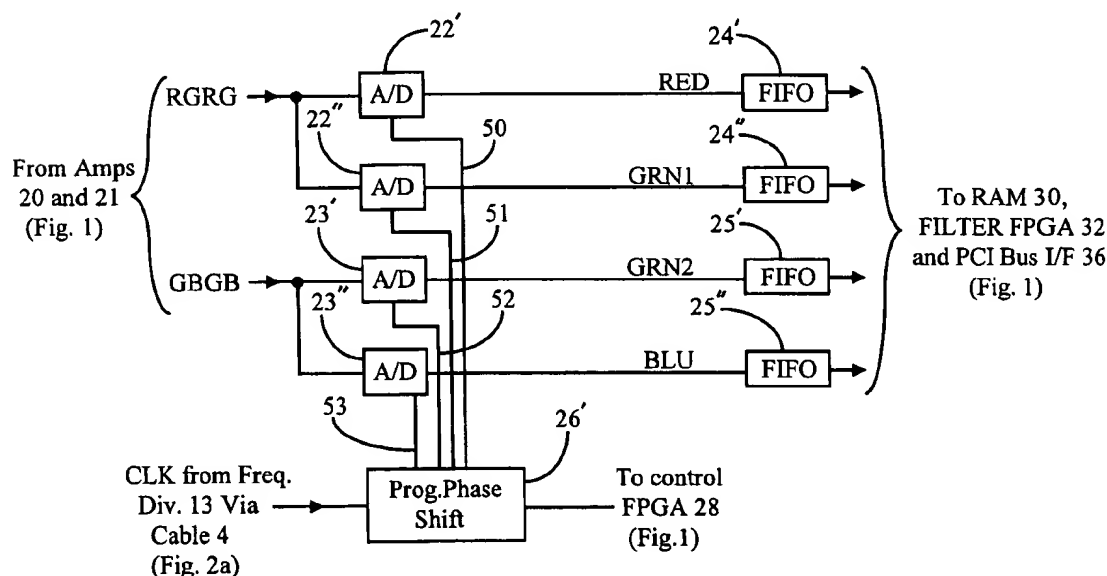 22'
24'
RGRG
A/D
RED
FIFO
22"
50
24"
From Amps
20 and 21
(Fig. 1)
A/D
GRN1
FIFO
To RAM 30,
FILTER FPGA 32
and PCI Bus I/F 36
(Fig. 1)
23'
51
25'
GBGB
A/D
GRN2
FIFO
23"
52
25"
A/D
BLU
FIFO
53
26'
CLK from Freq.
Div. 13 Via
Cable 4
(Fig. 2a)
Prog.Phase
Shift
To control
FPGA 28
(Fig.1)